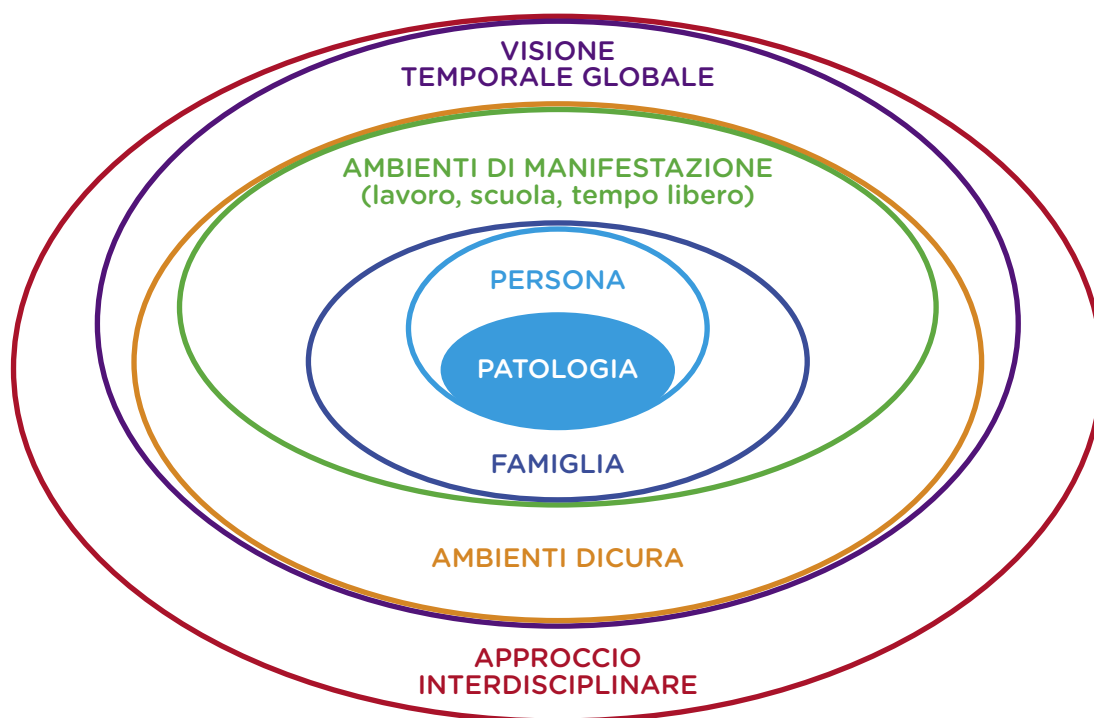 VISIONE
TEMPORALE GLOBALE
AMBIENTI DI MANIFESTAZIONE
(lavoro, scuola, tempo libero)
PERSONA
PATOLOGIA
FAMIGLIA
AMBIENTI DICURA
APPROCCIO
INTERDISCIPLINARE